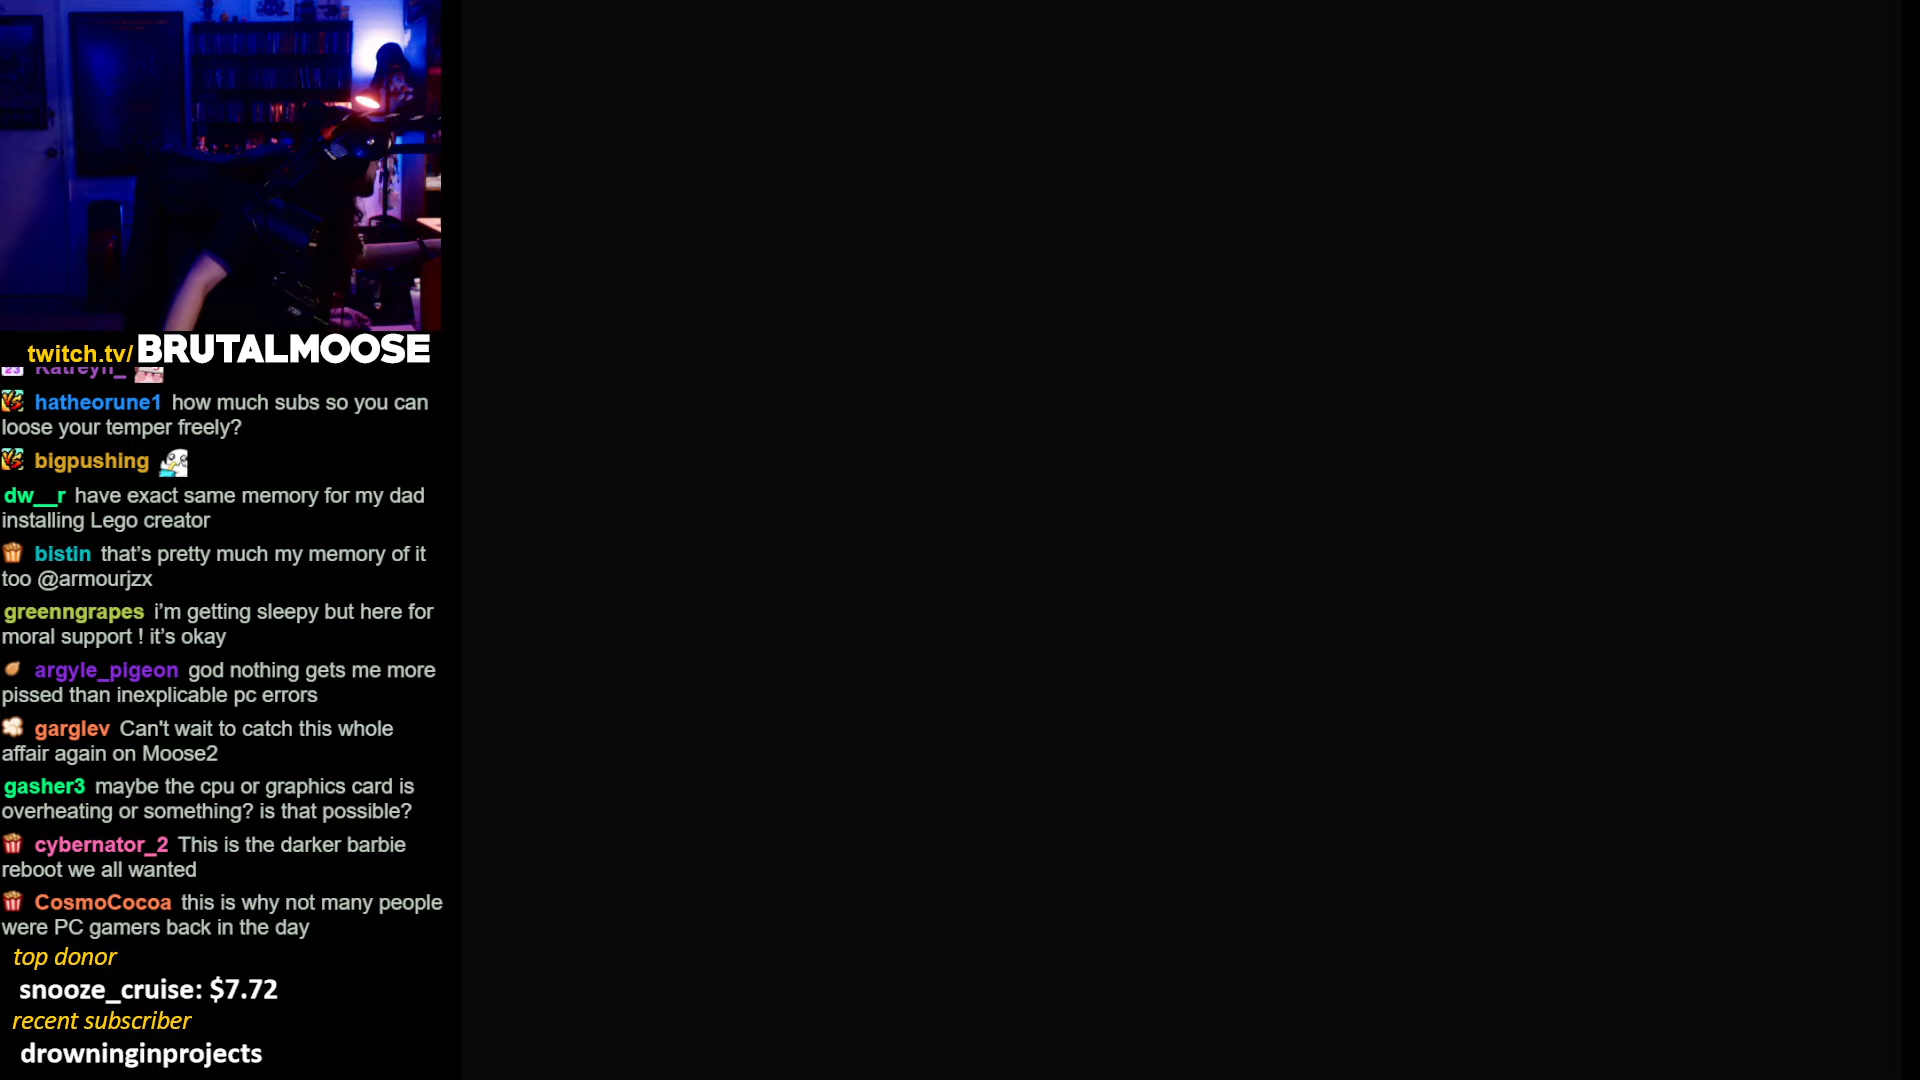 twitch.tv/BRUTALMOOSE
23 Katreyn_
hatheorune1 how much subs so you can
loose your temper freely?
bigpushing
dw__r have exact same memory for my dad
installing Lego creator
bistin that's pretty much my memory of it
too @armourjzx
greenngrapes i'm getting sleepy but here for
moral support ! it's okay
argyle_pigeon god nothing gets me more
pissed than inexplicable pc errors
garglev Can't wait to catch this whole
affair again on Moose2
gasher3 maybe the cpu or graphics card is
overheating or something? is that possible?
cybernator_2 This is the darker barbie
reboot we all wanted
CosmoCocoa this is why not many people
were PC gamers back in the day
top donor
snooze_cruise: $7.72
recent subscriber
drowninginprojects